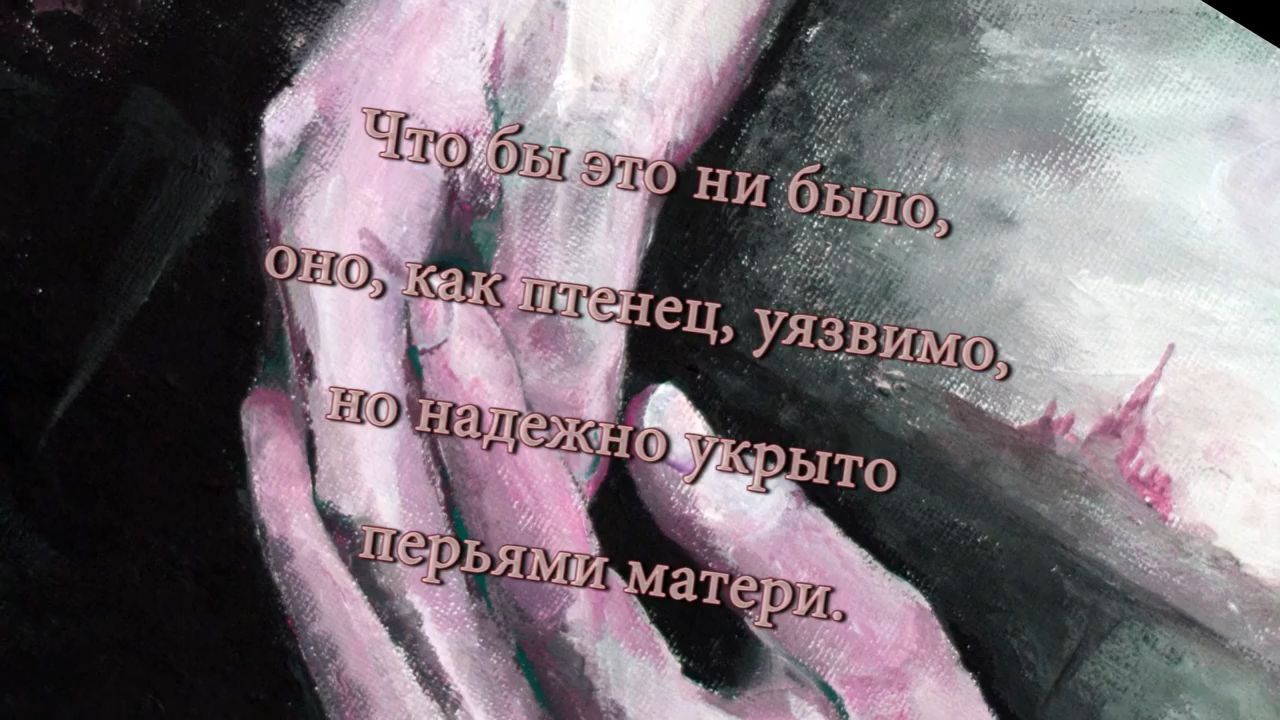 Что бы это ни было,
оно, как птенец, уязвимо,
но надежно укрыто
перьями матери.